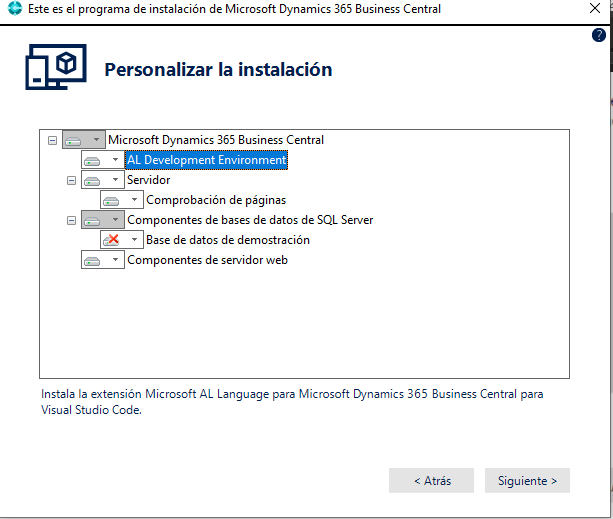 Este es el programa de instalación de Microsoft Dynamics 365 Business Central
?
Personalizar la instalación
Microsoft Dynamics 365 Business Central
AL Development Environment
Servidor
Comprobación de páginas
Componentes de bases de datos de SQL Server
Base de datos de demostración
Componentes de servidor web
Instala la extensión Microsoft AL Language para Microsoft Dynamics 365 Business Central para
Visual Studio Code.
< Atrás
Siguiente >